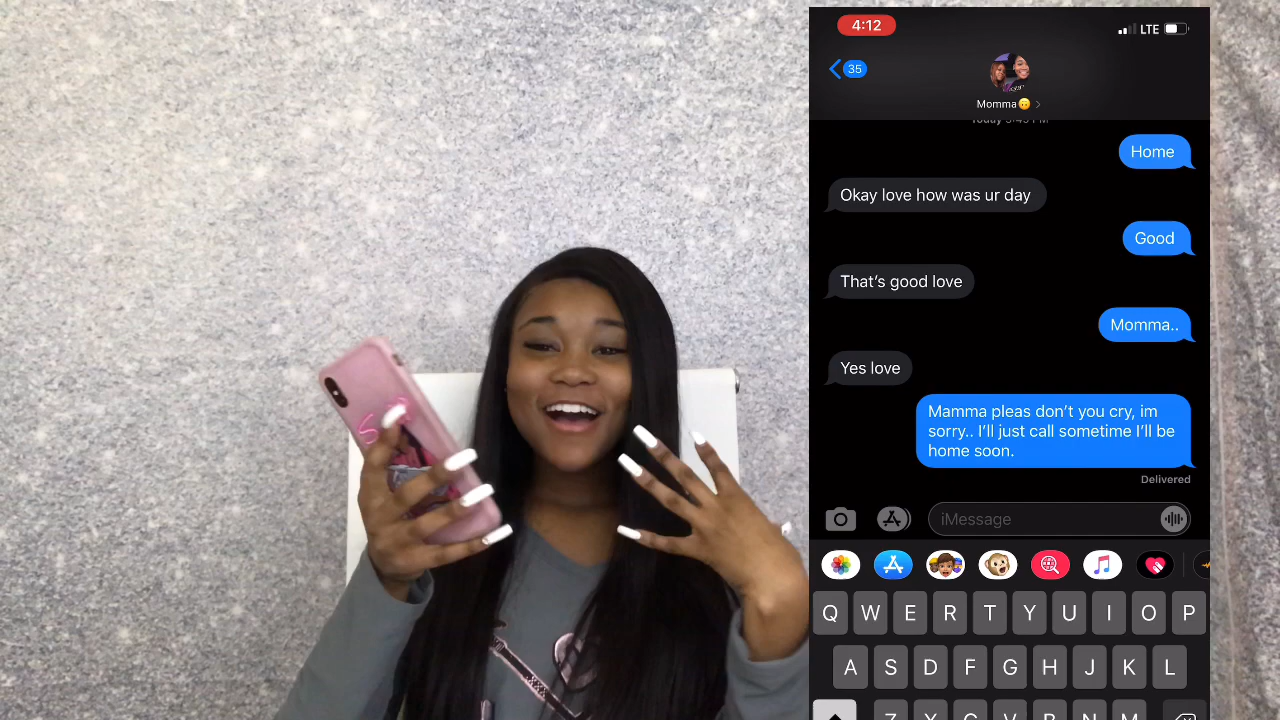 4:12
LTE
35
Momma
Home
Okay love how was ur day
Good
That's good love
Momma..
Yes love
Mamma pleas don't you cry, im
sorry.. I'll just call sometime I'll be
home soon.
Delivered
iMessage
Q W E R T Y U I O P
A S D F G H J K L